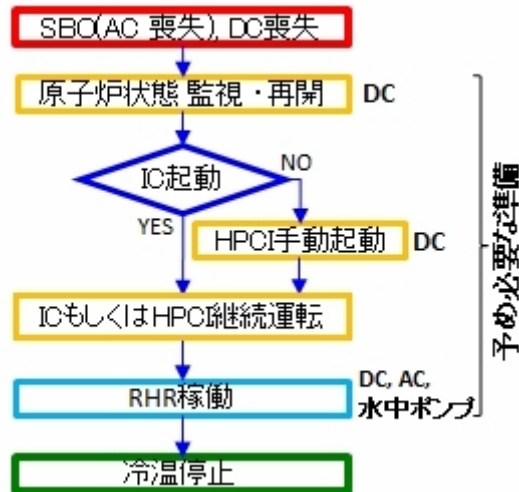 SBO(AC 喪失), DC喪失
原子炉状態 監視・再開 DC
IC起動
NO
YES
HPCI手動起動 DC
ICもしくはHPCI継続運転
RHR稼働
DC, AC,
水中ポンプ
冷温停止
予め必要な準備